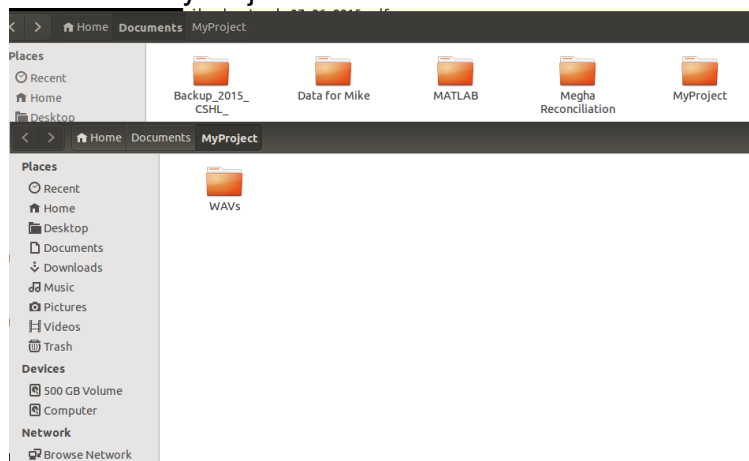 Home Documents MyProject
Places
Recent
Home
Desktop
Backup_2015_
CSHL_
Data for Mike
MATLAB
Megha
Reconciliation
MyProject
Home Documents MyProject
Places
Recent
Home
Desktop
Documents
Downloads
Music
Pictures
Videos
Trash
Devices
500 GB Volume
Computer
Network
Browse Network
WAVs